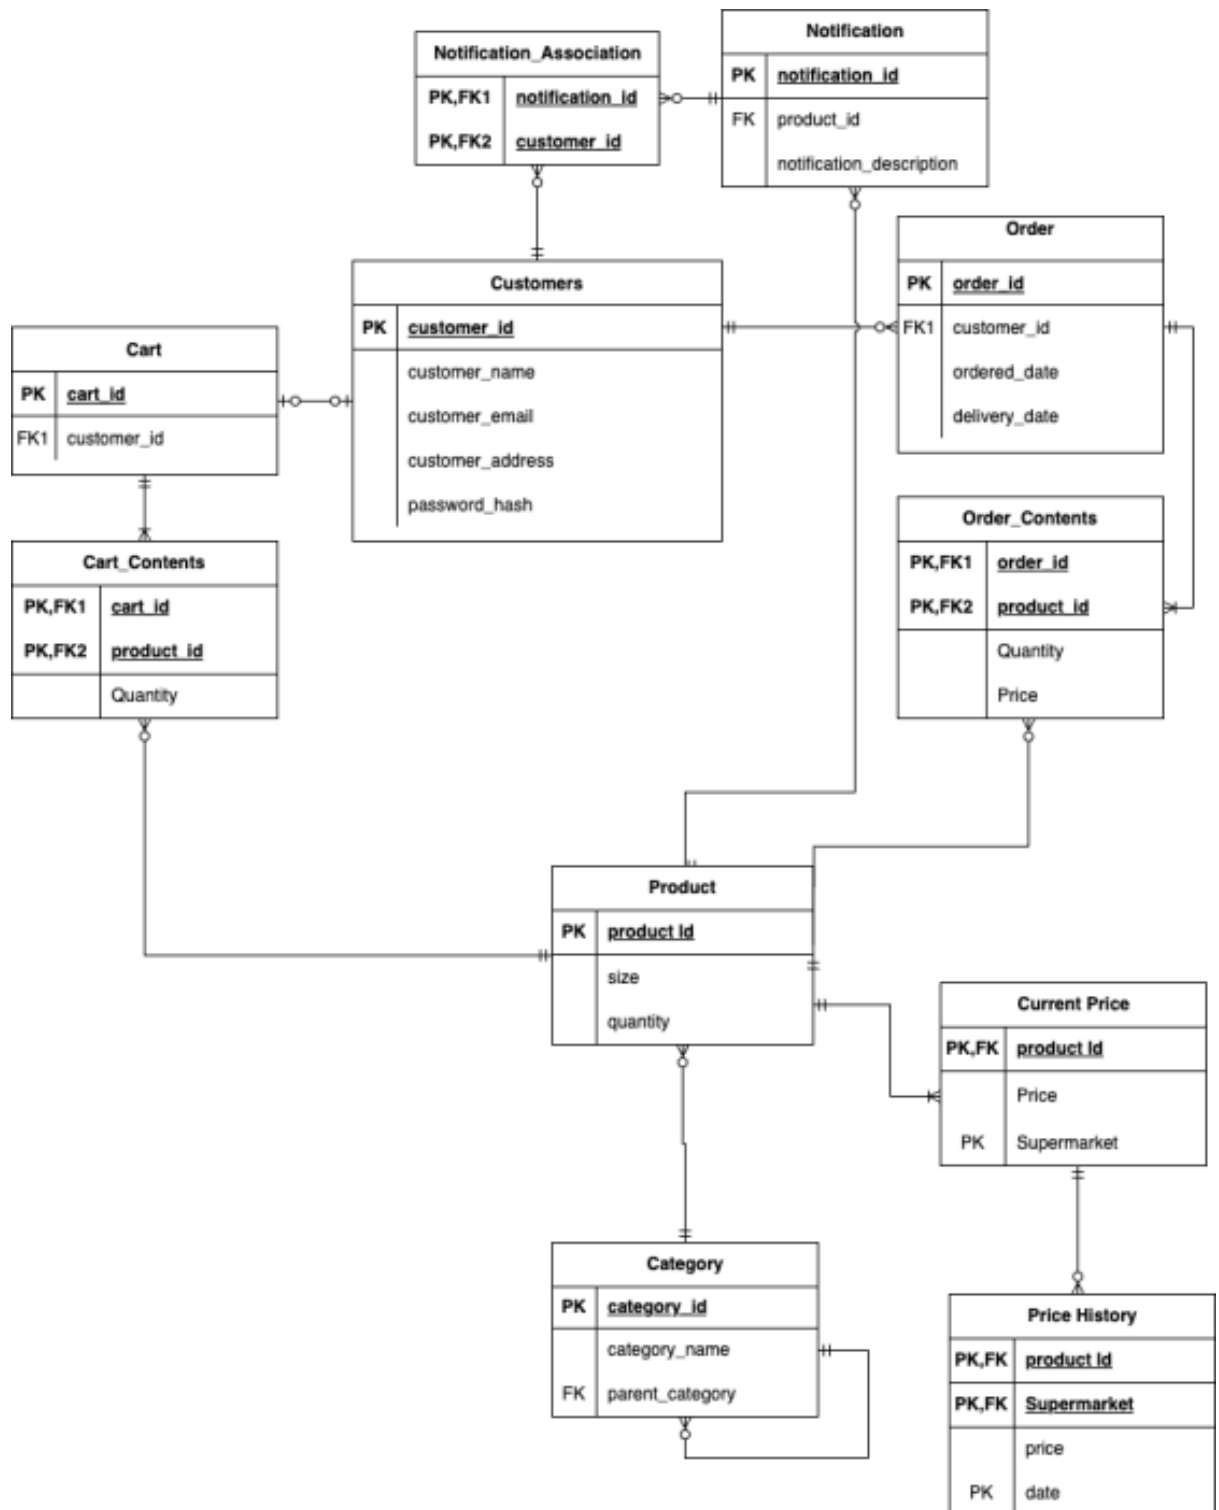 Notification_Association
PK,FK1 notification_id
PK,FK2 customer_id
Notification
PK notification_id
FK product_id
notification_description
Order
PK order_id
FK1 customer_id
ordered_date
delivery_date
Customers
PK customer_id
customer_name
customer_email
customer_address
password_hash
Cart
PK cart_id
FK1 customer_id
Cart_Contents
PK,FK1 cart_id
PK,FK2 product_id
Quantity
Order_Contents
PK,FK1 order_id
PK,FK2 product_id
Quantity
Price
Product
PK product Id
size
quantity
Current Price
PK,FK product Id
Price
PK Supermarket
Category
PK category_id
category_name
FK parent_category
Price History
PK,FK product Id
PK,FK Supermarket
price
PK date